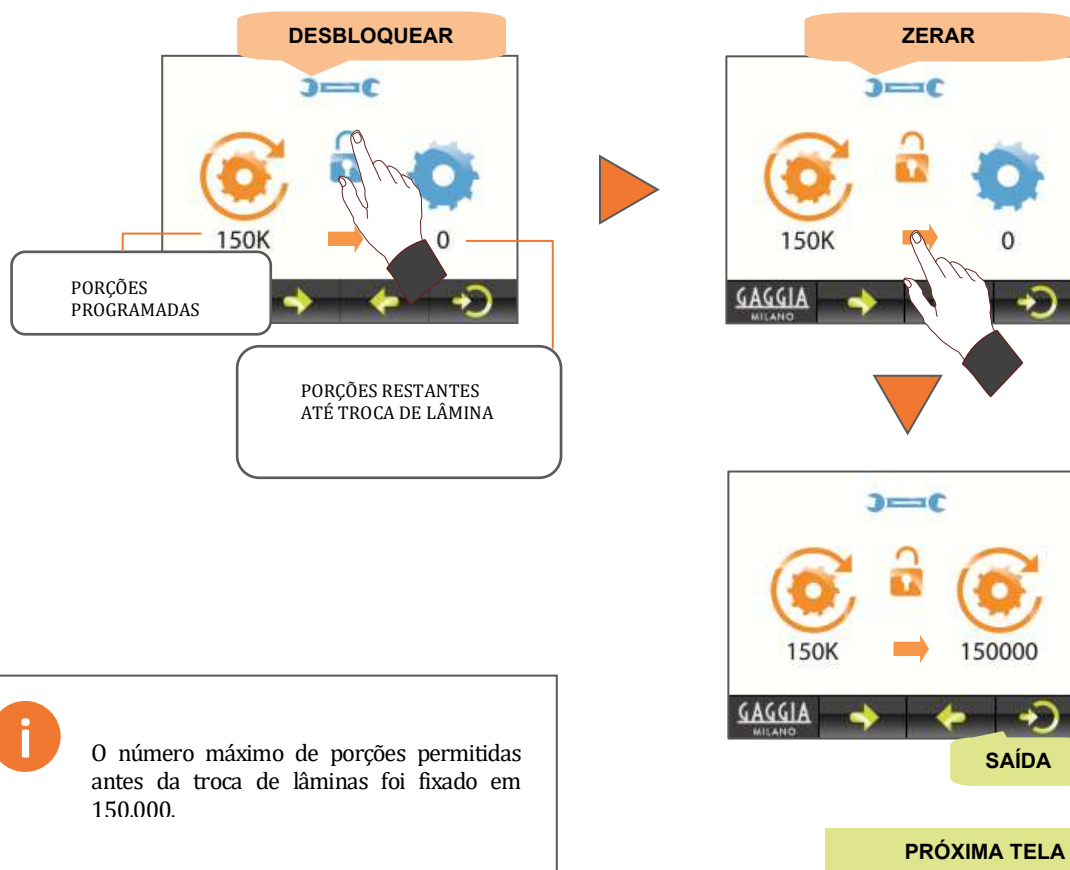 DESBLOQUEAR
150K
0
PORÇÕES
PROGRAMADAS
PORÇÕES RESTANTES
ATÉ TROCA DE LÂMINA
ZERAR
150K
0
GAGGIA
MILANO
150K
150000
GAGGIA
MILANO
SAÍDA
i
O número máximo de porções permitidas
antes da troca de lâminas foi fixado em
150.000.
PRÓXIMA TELA